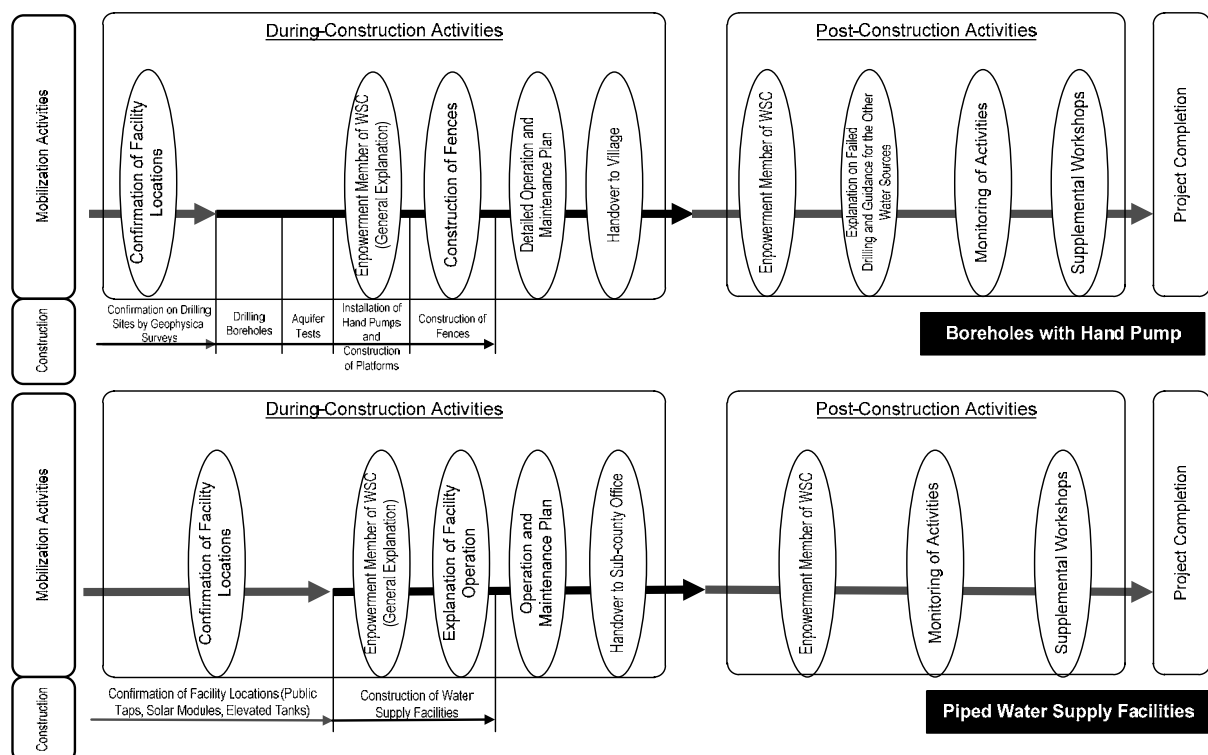 During-Construction Activities
Post-Construction Activities
Mobilization Activities
Confirmation of Facility
Locations
Enpowerment Member of WSC
(General Explanation)
Construction of Fences
Detailed Operation and
Maintenance Plan
Handover to Village
Enpowerment Member of WSC
Explanation on Failed
Drilling and Guidance for the Other
Water Sources
Monitoring of Activities
Supplemental Workshops
Project Completion
Construction
Confirmation on Drilling
Sites by Geophysica
Surveys
Drilling
Boreholes
Aquifer
Tests
Installation of
Hand Pumps
and
Construction
of Platforms
Construction
of Fences
Boreholes with Hand Pump
During-Construction Activities
Post-Construction Activities
Mobilization Activities
Confirmation of Facility
Locations
Enpowerment Member of WSC
(General Explanation)
Explanation of Facility
Operation
Operation and
Maintenance Plan
Handover to Sub-county Office
Enpowerment Member of WSC
Monitoring of Activities
Supplemental Workshops
Project Completion
Construction
Confirmation of Facility Locations (Public
Taps, Solar Modules, Elevated Tanks)
Construction of Water
Supply Facilities
Piped Water Supply Facilities